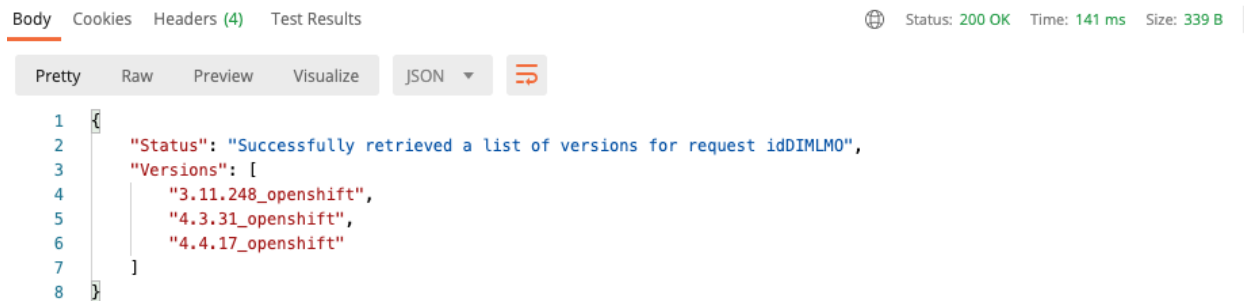 Body Cookies Headers (4) Test Results Status: 200 OK Time: 141 ms Size: 339 B
Pretty Raw Preview Visualize JSON
1 {
2 "Status": "Successfully retrieved a list of versions for request idDIMLMO",
3 "Versions": [
4 "3.11.248_openshift",
5 "4.3.31_openshift",
6 "4.4.17_openshift"
7 ]
8 }